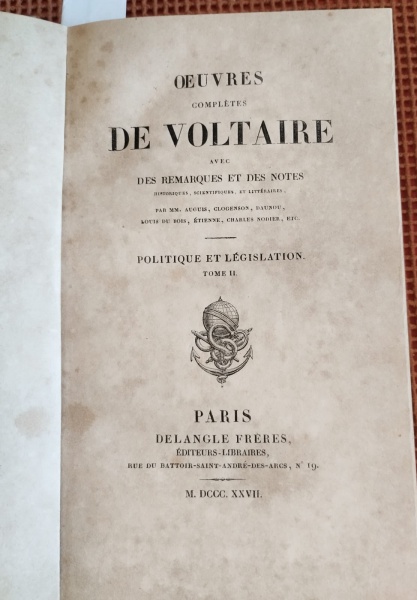 OEUVRES
COMPLÈTES
DE VOLTAIRE
AVEC
DES REMARQUES ET DES NOTES
HISTORIQUES, SCIENTIFIQUES, ET LITTÉRAIRES,
PAR MM. AUGUIS, CLOGENSON, DAUNOU,
LOUIS DU BOIS, ÉTIENNE, CHARLES NODIER, ETC.
POLITIQUE ET LÉGISLATION.
TOME II.
PARIS
DELANGLE FRÈRES,
ÉDITEURS-LIBRAIRES,
RUE DU BATTOIR-SAINT-ANDRÉ-DES-ARCS, N° 19.
M. DCCC. XXVII.